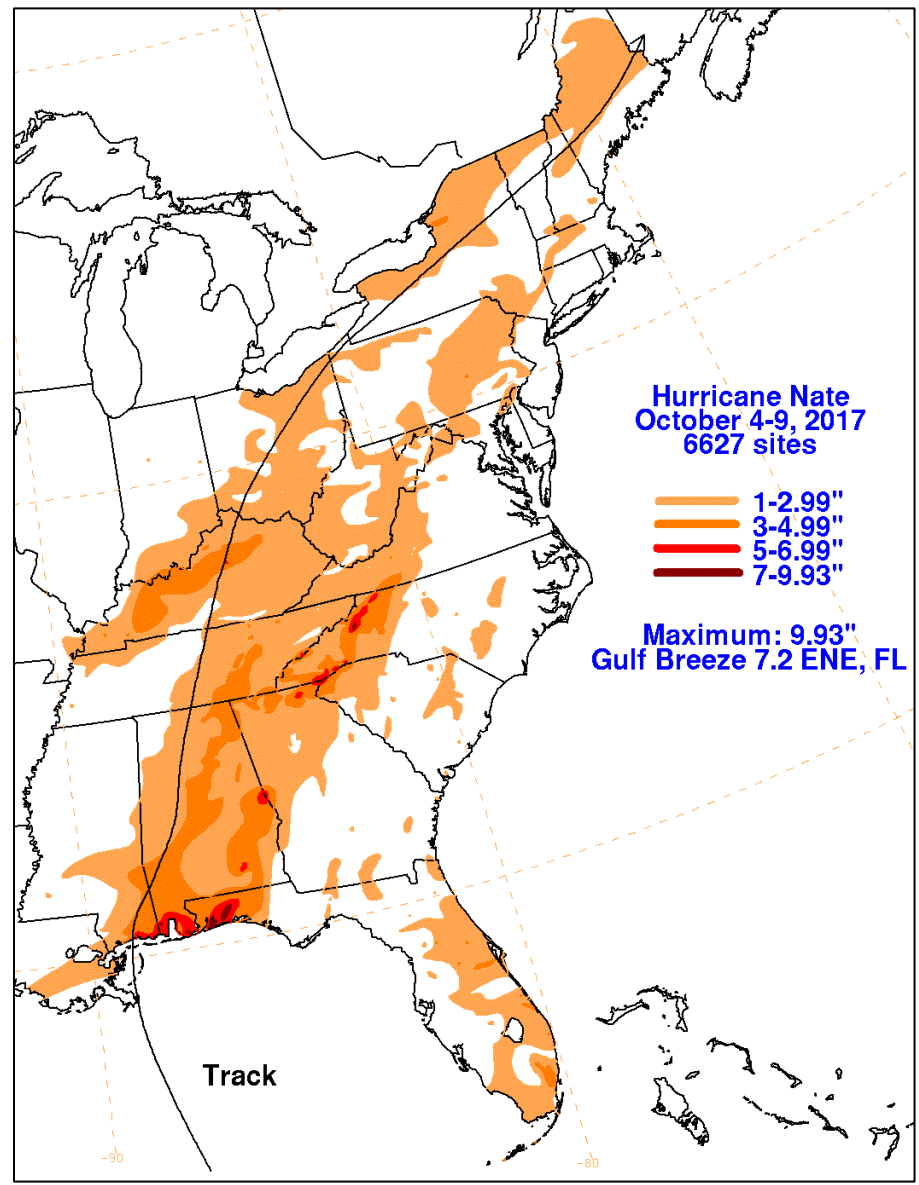 Hurricane Nate
October 4-9, 2017
6627 sites
1-2.99"
3-4.99"
5-6.99"
7-9.93"
Maximum: 9.93"
Gulf Breeze 7.2 ENE, FL
Track
-90
-80